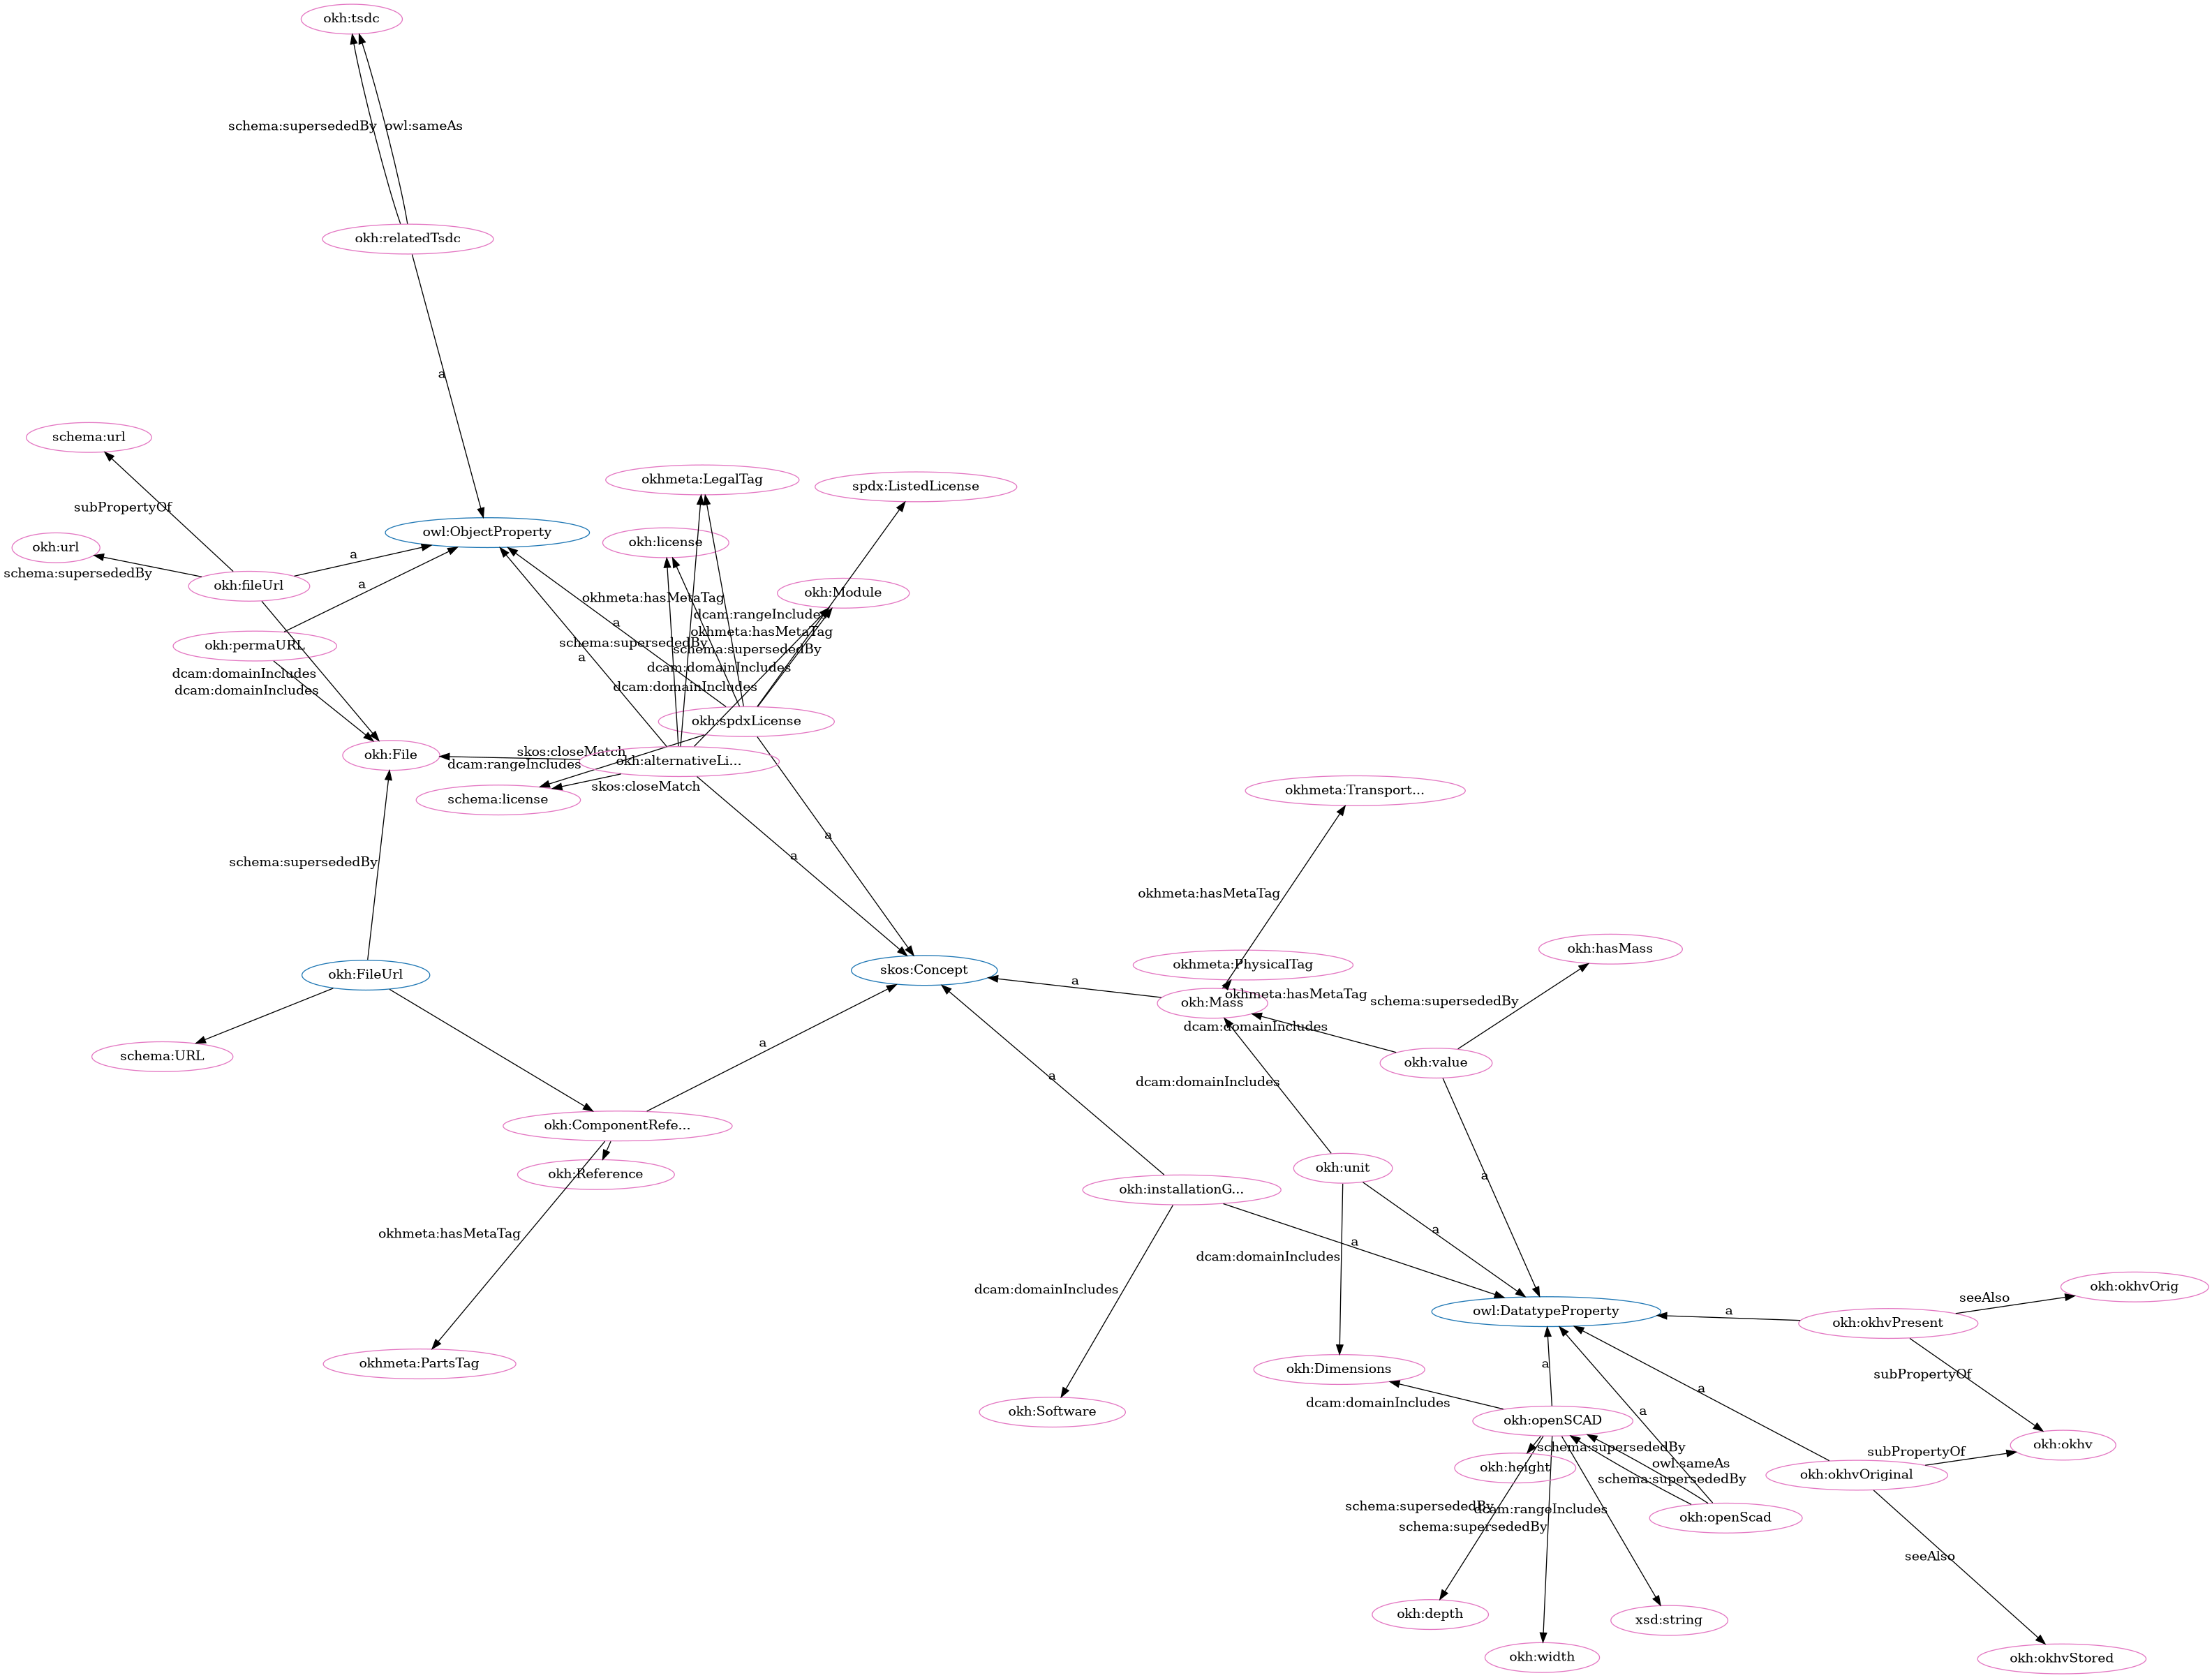 okh:tsdc
schema:supersededBy
owl:sameAs
okh:relatedTsdc
a
schema:url
okhmeta:LegalTag
spdx:ListedLicense
subPropertyOf
owl:ObjectProperty
okh:license
okh:url
a
schema:supersededBy
okh:fileUrl
a
okh:Module
okhmeta:hasMetaTag
dcam:rangeIncludes
a
okhmeta:hasMetaTag
okh:permaURL
schema:supersededBy
schema:supersededBy
a
dcam:domainIncludes
dcam:domainIncludes
dcam:domainIncludes
dcam:domainIncludes
okh:spdxLicense
okh:File
skos:closeMatch
okh:alternativeLi...
dcam:rangeIncludes
skos:closeMatch
schema:license
okhmeta:Transport...
a
a
schema:supersededBy
okhmeta:hasMetaTag
okh:hasMass
okhmeta:PhysicalTag
skos:Concept
okh:FileUrl
a
okhmeta:hasMetaTag
okh:Mass
schema:supersededBy
dcam:domainIncludes
a
schema:URL
okh:value
a
dcam:domainIncludes
okh:ComponentRefe...
okh:Reference
okh:unit
a
okh:installationG...
okhmeta:hasMetaTag
a
a
dcam:domainIncludes
dcam:domainIncludes
okh:okhvOrig
seeAlso
owl:DatatypeProperty
a
okh:okhvPresent
okhmeta:PartsTag
a
okh:Dimensions
subPropertyOf
a
dcam:domainIncludes
okh:Software
a
okh:openSCAD
okh:okhv
schema:supersededBy
subPropertyOf
okh:height
owl:sameAs
okh:okhvOriginal
schema:supersededBy
schema:supersededBy
dcam:rangeIncludes
okh:openScad
schema:supersededBy
seeAlso
okh:depth
xsd:string
okh:width
okh:okhvStored